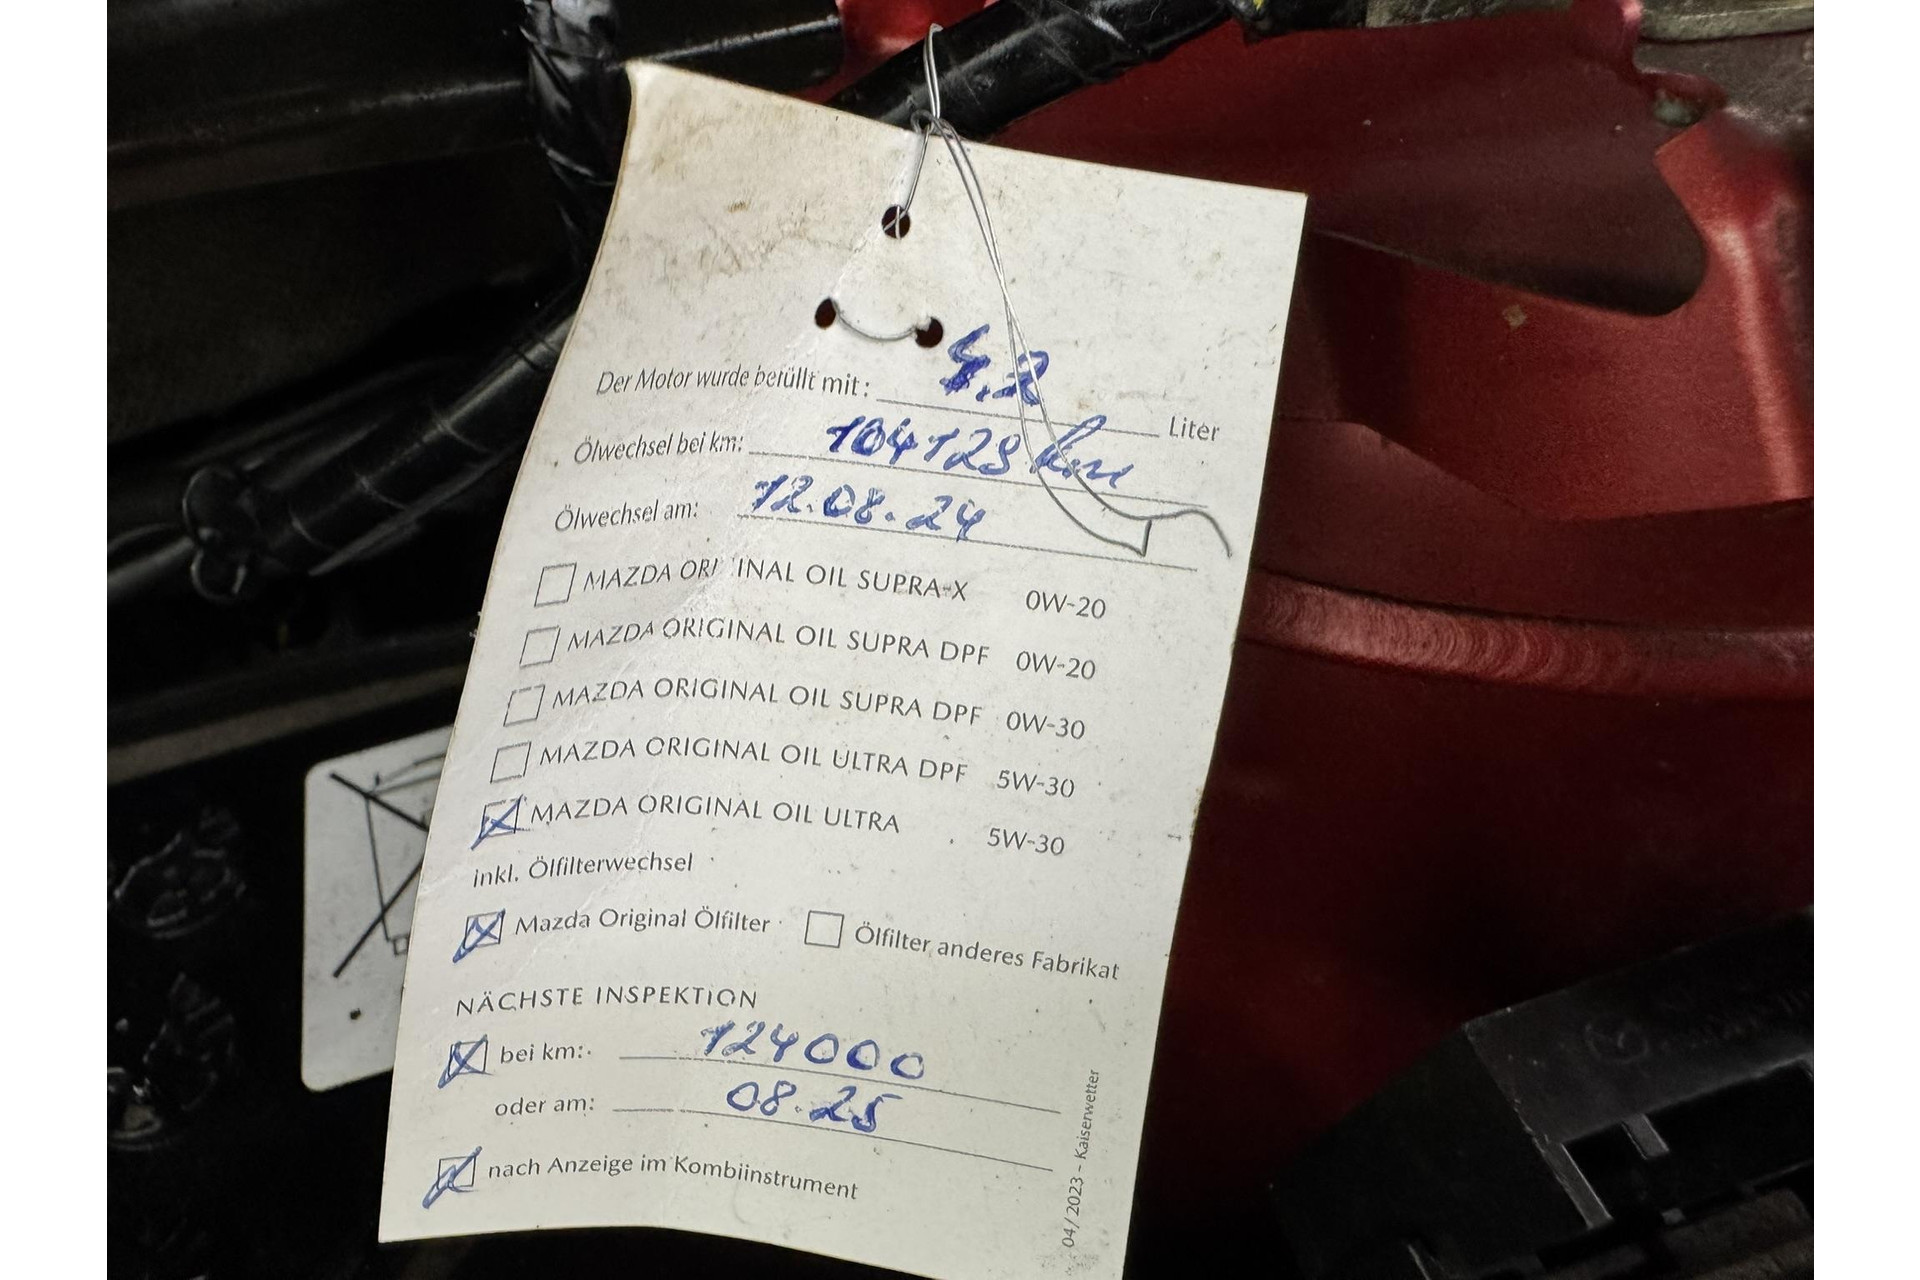 Der Motor wurde befüllt mit: 4.2 Liter
Ölwechsel bei km: 104129 km
Ölwechsel am: 12.08.24
MAZDA ORIGINAL OIL SUPRA-X 0W-20
MAZDA ORIGINAL OIL SUPRA DPF 0W-20
MAZDA ORIGINAL OIL SUPRA DPF 0W-30
MAZDA ORIGINAL OIL ULTRA DPF 5W-30
MAZDA ORIGINAL OIL ULTRA 5W-30
inkl. Ölfilterwechsel
Mazda Original Ölfilter Ölfilter anderes Fabrikat
NÄCHSTE INSPEKTION
bei km: 124000
oder am: 08.25
nach Anzeige im Kombiinstrument
04/2023 - Kaiserwetter